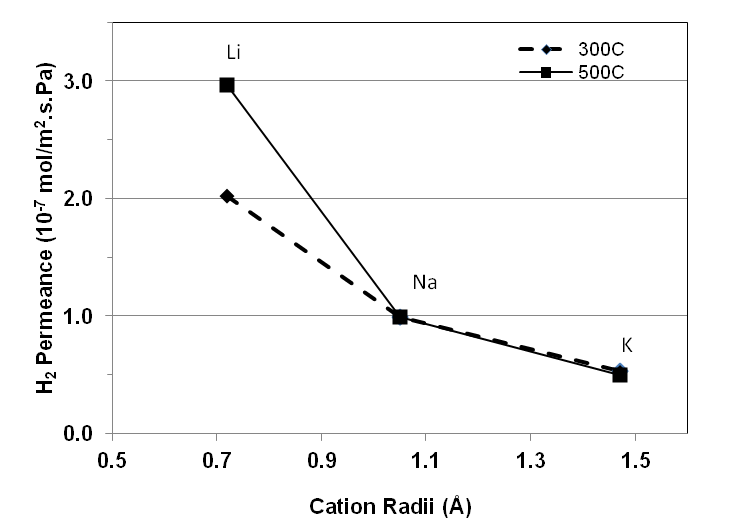 Li
300C
500C
3.0
2.0
Na
1.0
K
0.0
0.5 0.7 0.9 1.1 1.3 1.5
Cation Radii (Å)
H₂ Permeance (10⁻⁷ mol/m².s.Pa)